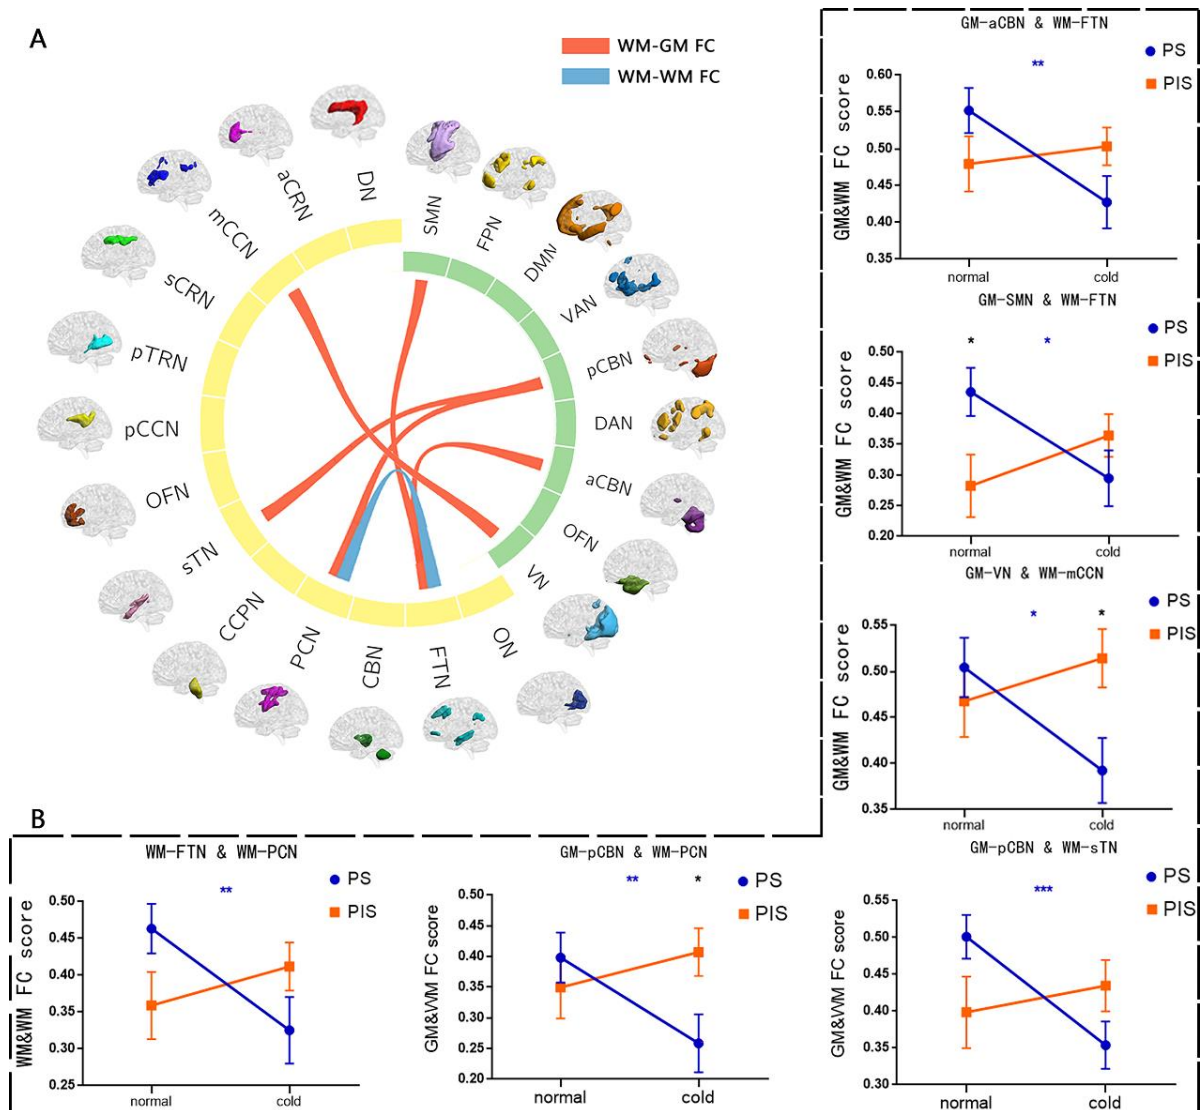 A
WM-GM FC
WM-WM FC
DN
aCRN
mCCN
sCRN
pTRN
pCCN
OFN
sTN
CCPN
PCN
CBN
FTN
ON
SMN
FPN
DMN
VAN
pCBN
DAN
aCBN
OFN
VN
GM-aCBN & WM-FTN
PS
PIS
**
GM&WM FC score
0.60
0.55
0.50
0.45
0.40
0.35
normal cold
GM-SMN & WM-FTN
PS
PIS
* *
GM&WM FC score
0.50
0.45
0.40
0.35
0.30
0.25
0.20
normal cold
GM-VN & WM-mCCN
PS
PIS
* *
GM&WM FC score
0.55
0.50
0.45
0.40
0.35
normal cold
B
WM-FTN & WM-PCN
PS
PIS
**
WM&WM FC score
0.50
0.45
0.40
0.35
0.30
0.25
normal cold
GM-pCBN & WM-PCN
PS
PIS
** *
GM&WM FC score
0.50
0.45
0.40
0.35
0.30
0.25
0.20
normal cold
GM-pCBN & WM-sTN
PS
PIS
***
GM&WM FC score
0.55
0.50
0.45
0.40
0.35
0.30
normal cold